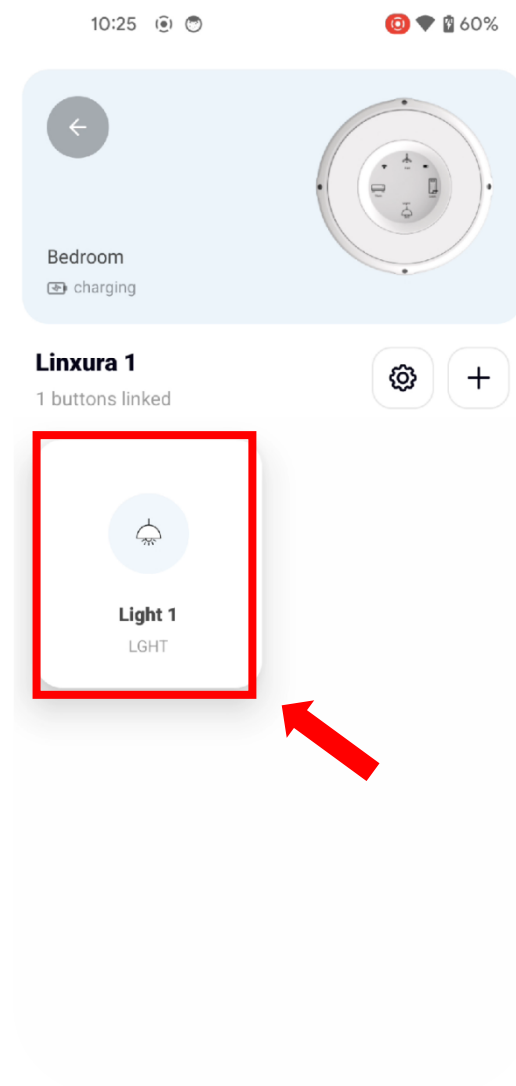 10:25 60%
Bedroom
charging
Linxura 1
1 buttons linked
Light 1
LGHT